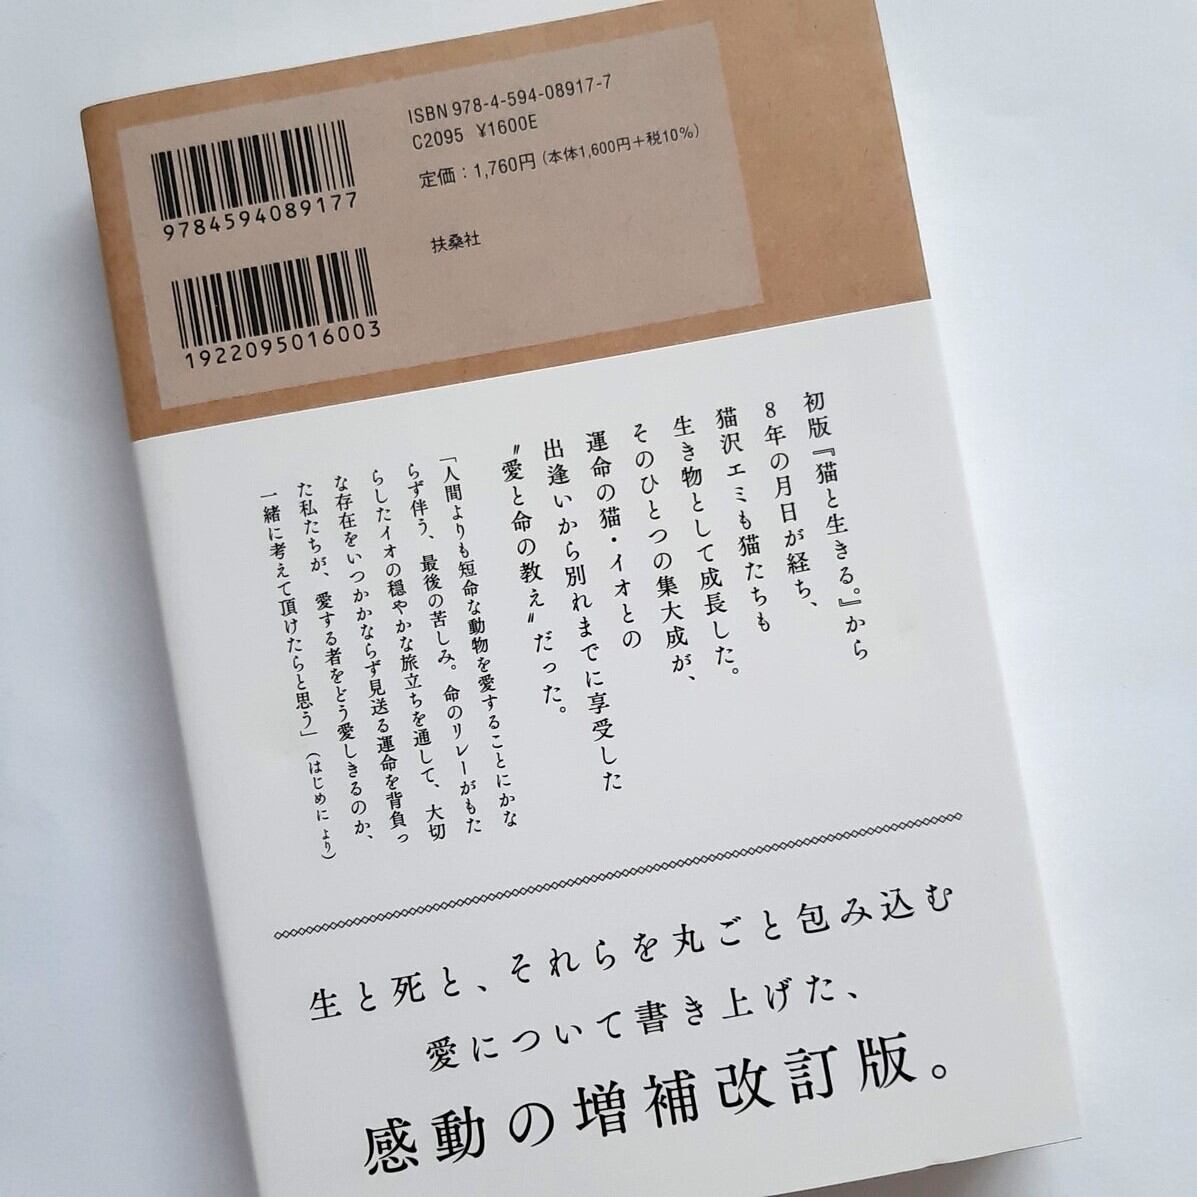 ISBN 978-4-594-08917-7
C2095 ¥1600E
定価：1,760円（本体1,600円＋税10%）
扶桑社
9784594089177
1922095016003
初版『猫と生きる。』から
8年の月日が経ち、
猫沢エミも猫たちも
生き物として成長した。
そのひとつの集大成が、
運命の猫・イオとの
出逢いから別れまでに享受した
〝愛と命の教え〟だった。
「人間よりも短命な動物を愛することにかな
らず伴う、最後の苦しみ。命のリレーがもた
らしたイオの穏やかな旅立ちを通して、大切
な存在をいつかかならず見送る運命を背負っ
た私たちが、愛する者をどう愛しきるのか、
一緒に考えて頂けたらと思う」（はじめにより）
生と死と、それらを丸ごと包み込む
愛について書き上げた、
感動の増補改訂版。